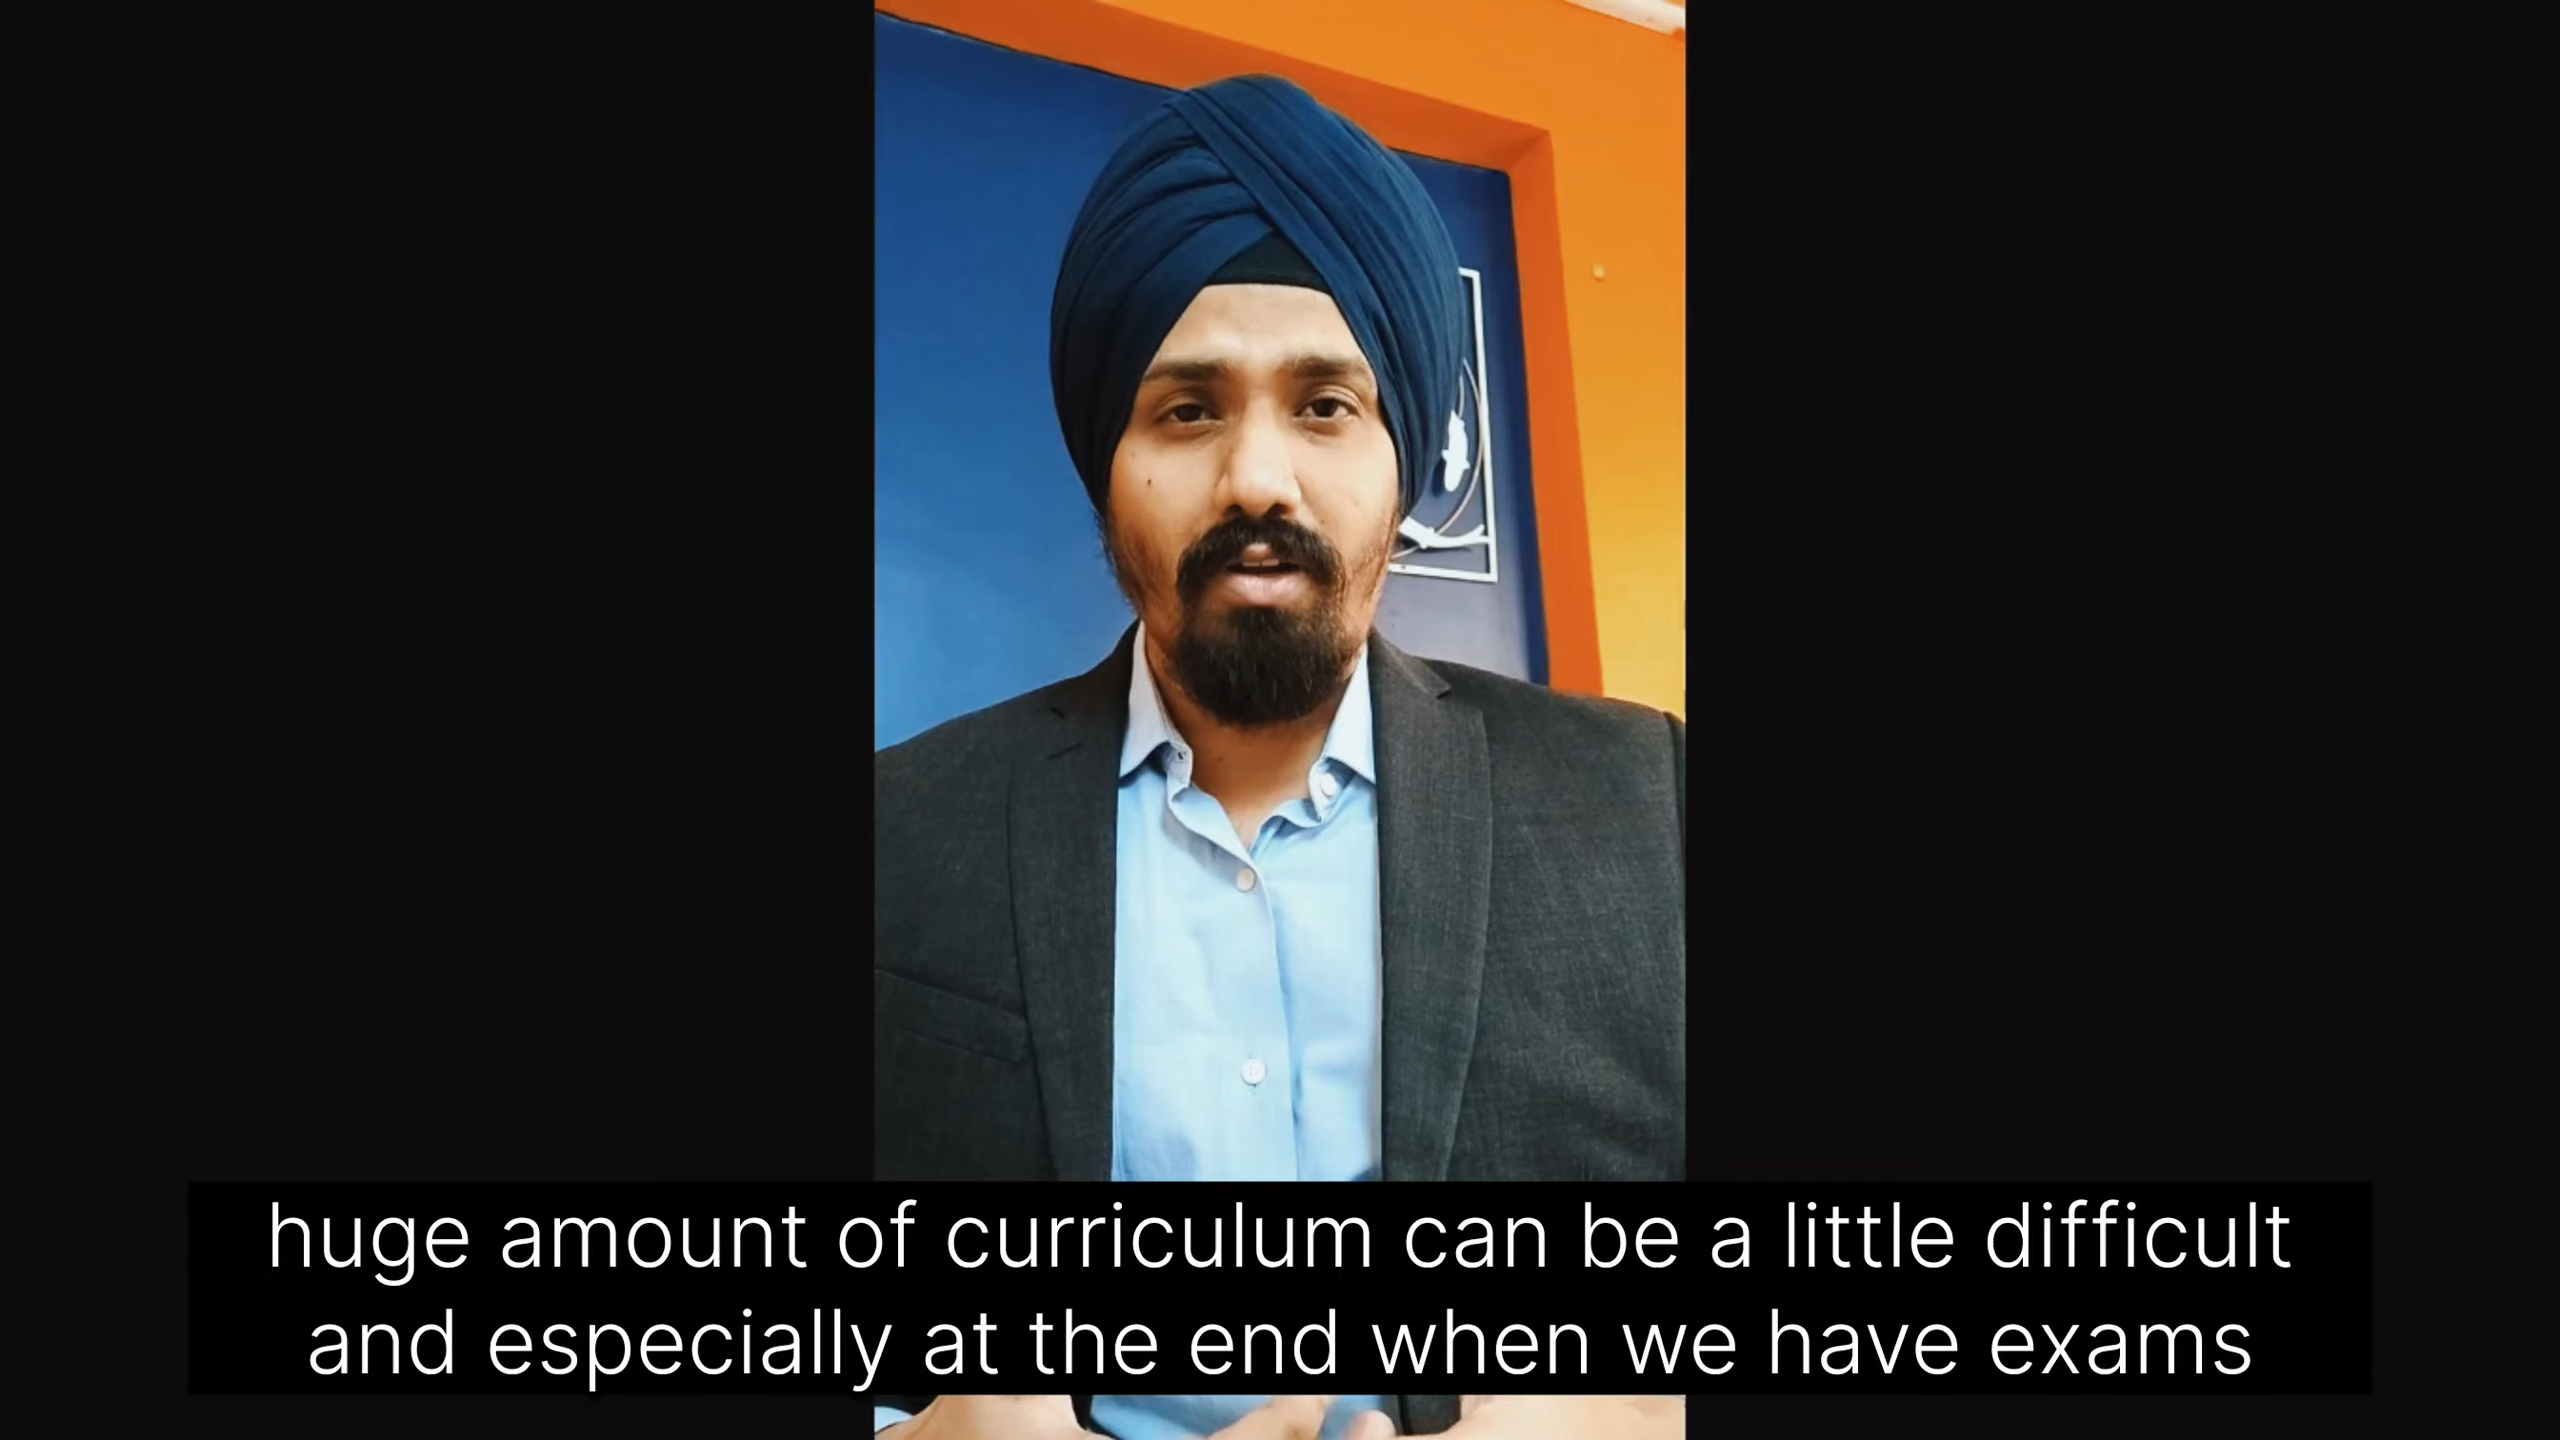 huge amount of curriculum can be a little difficult
and especially at the end when we have exams